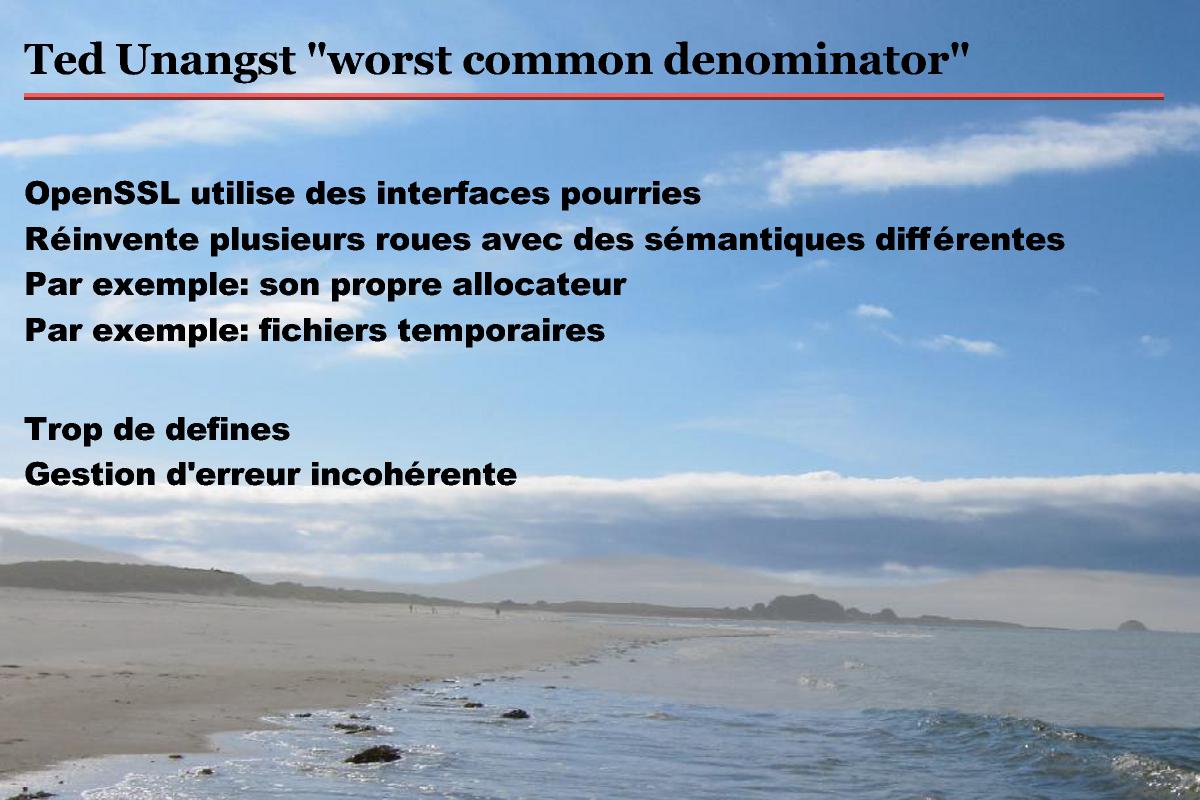 Ted Unangst "worst common denominator"
OpenSSL utilise des interfaces pourries
Réinvente plusieurs roues avec des sémantiques différentes
Par exemple: son propre allocateur
Par exemple: fichiers temporaires
Trop de defines
Gestion d'erreur incohérente